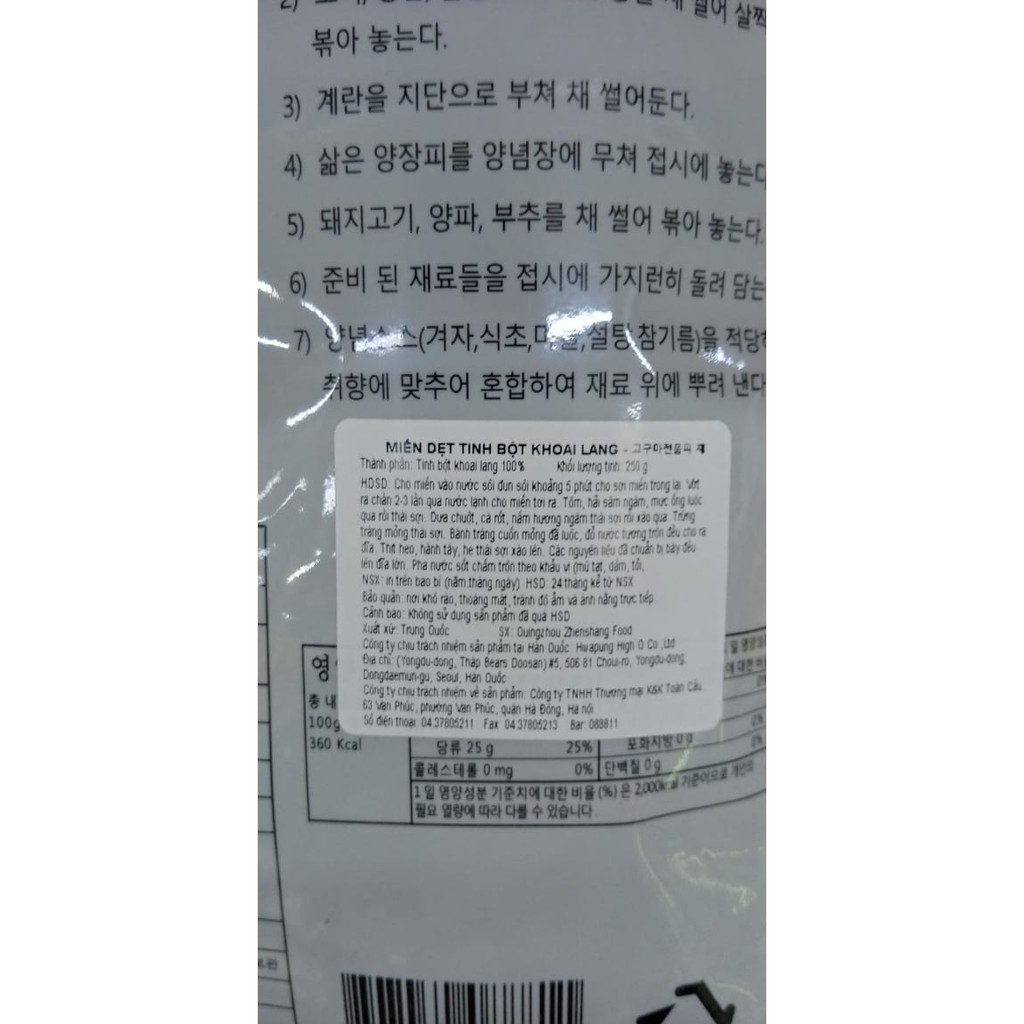 볶아 놓는다.
3) 계란을 지단으로 부쳐 채 썰어둔다.
4) 삶은 양장피를 양념장에 무쳐 접시에 놓는다
5) 돼지고기, 양파, 부추를 채 썰어 볶아 놓는다.
6) 준비 된 재료들을 접시에 가지런히 돌려 담는
7) 양념소스(겨자,식초,마늘,설탕,참기름)을 적당히
취향에 맞추어 혼합하여 재료 위에 뿌려 낸다
MIẾN DẸT TINH BỘT KHOAI LANG - 고구마전품피 채
Thành phần: Tinh bột khoai lang 100% Khối lượng tịnh: 250 g
HDSD: Cho miến vào nước sôi đun sôi khoảng 5 phút cho sợi miến trong lại. Vớt
ra chần 2-3 lần qua nước lạnh cho miến tơi ra. Tôm, hải sâm ngâm, mực ống luộc
qua rồi thái sợi. Dưa chuột, cà rốt, nấm hương ngâm thái sợi rồi xào qua. Trứng
tráng mỏng thái sợi. Bánh tráng cuốn mỏng đã luộc, đổ nước tương trộn đều cho ra
đĩa. Thịt heo, hành tây, hẹ thái sợi xào lên. Các nguyên liệu đã chuẩn bị bày đều
lên đĩa lớn. Pha nước sốt chấm trộn theo khẩu vị (mù tạt, dấm, tỏi,
NSX: in trên bao bì (năm.tháng.ngày) HSD: 24 tháng kể từ NSX
Bảo quản: nơi khô ráo, thoáng mát, tránh độ ẩm và ánh nắng trực tiếp
Cảnh báo: Không sử dụng sản phẩm đã quá HSD
Xuất xứ: Trung Quốc SX: Quingzhou Zhenshang Food
Công ty chịu trách nhiệm sản phẩm tại Hàn Quốc: Hwapung High O Co.,Ltd
Địa chỉ: (Yongdu-dong, Tháp Bears Doosan) #5, 506 81 Choui-ro, Yongdu-dong,
Dongdaemun-gu, Seoul, Hàn Quốc
Công ty chịu trách nhiệm về sản phẩm: Công ty TNHH Thương mại K&K Toàn Cầu.
63 Vạn Phúc, phường Vạn Phúc, quận Hà Đông, Hà nội.
Số điện thoại: 04.37805211 Fax: 04.37805213 Bar: 088811
영
총 내
100g
360 Kcal
당류 25 g 25% 포화지방 0 g 0%
콜레스테롤 0 mg 0% 단백질 0 g 0%
1일 영양성분 기준치에 대한 비율(%)은 2,000kcal 기준이므로 개인의
필요 열량에 따라 다를 수 있습니다.